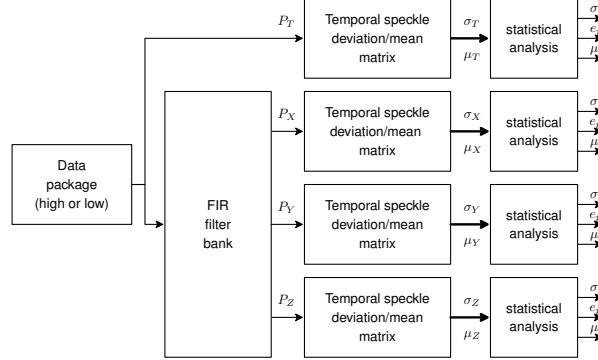 P_T
Temporal speckle
deviation/mean
matrix
σ_T
μ_T
statistical
analysis
σ
e
μ
P_X
Temporal speckle
deviation/mean
matrix
σ_X
μ_X
statistical
analysis
σ
e
μ
Data
package
(high or low)
FIR
filter
bank
P_Y
Temporal speckle
deviation/mean
matrix
σ_Y
μ_Y
statistical
analysis
σ
e
μ
P_Z
Temporal speckle
deviation/mean
matrix
σ_Z
μ_Z
statistical
analysis
σ
e
μ